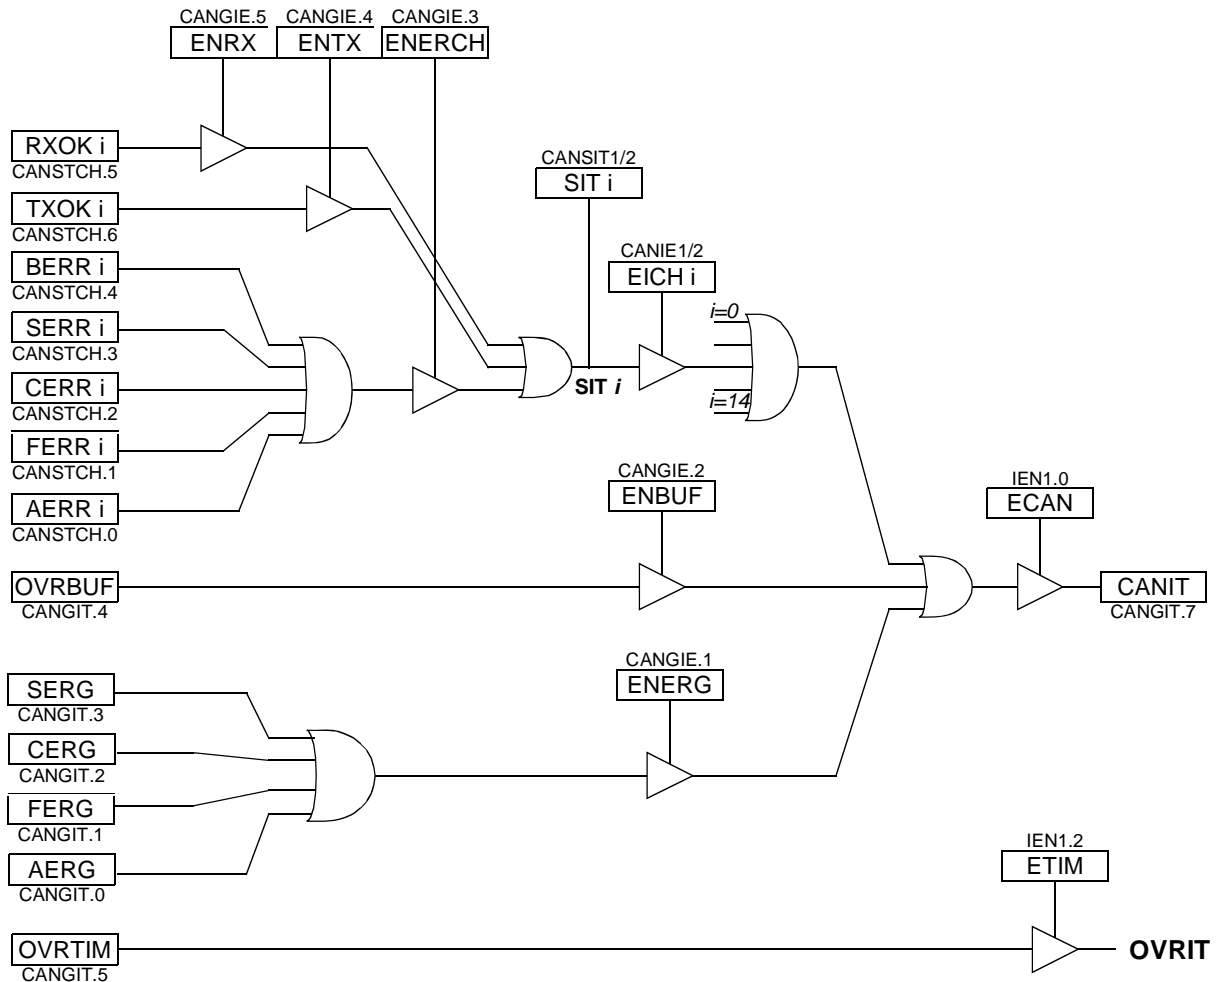 CANGIE.5 CANGIE.4 CANGIE.3
ENRX ENTX ENERCH
RXOK i
CANSTCH.5
CANSIT1/2
SIT i
TXOK i
CANSTCH.6
CANIE1/2
EICH i
BERR i
CANSTCH.4
i=0
SERR i
CANSTCH.3
SIT i
CERR i
CANSTCH.2
i=14
FERR i
CANSTCH.1
CANGIE.2
ENBUF
IEN1.0
ECAN
AERR i
CANSTCH.0
OVRBUF
CANGIT.4
CANIT
CANGIT.7
CANGIE.1
ENERG
SERG
CANGIT.3
CERG
CANGIT.2
FERG
CANGIT.1
IEN1.2
ETIM
AERG
CANGIT.0
OVRTIM
CANGIT.5
OVRIT